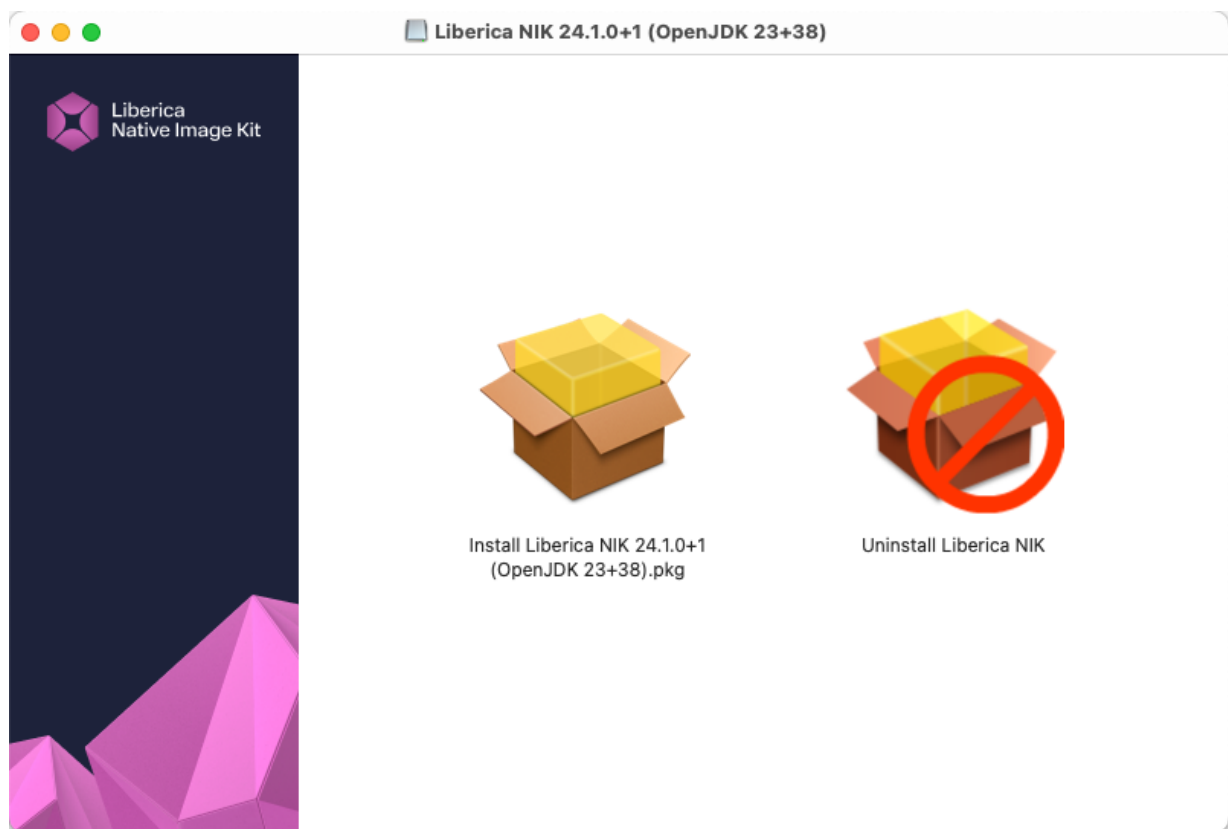 Liberica NIK 24.1.0+1 (OpenJDK 23+38)
Liberica
Native Image Kit
Install Liberica NIK 24.1.0+1
(OpenJDK 23+38).pkg
Uninstall Liberica NIK